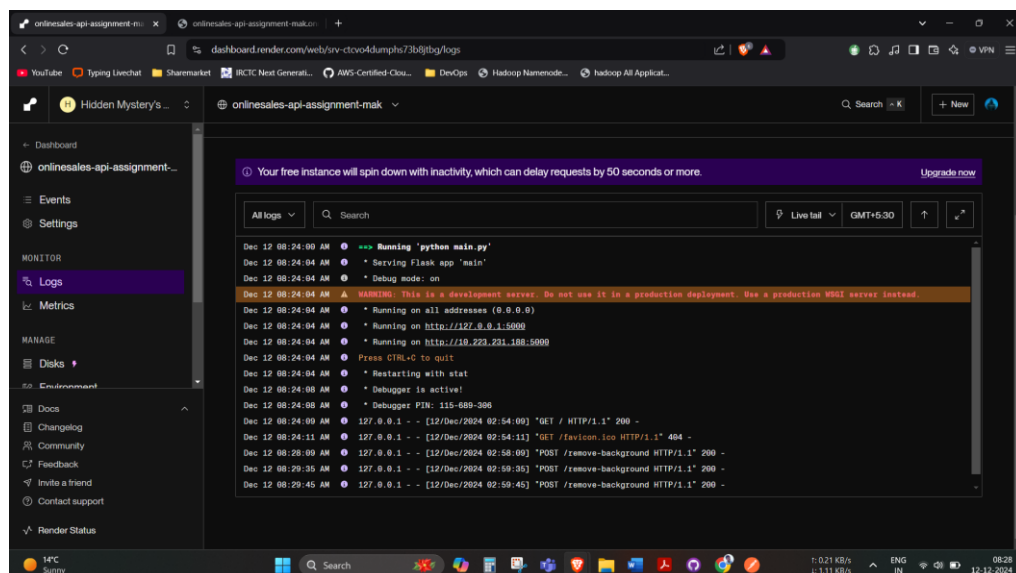 onlinesales-api-assignment-ma
onlinesales-api-assignment-mak.on
dashboard.render.com/web/srv-ctcvo4dumphs73b8jtbg/logs
VPN
YouTube Typing Livechat Sharemarket IRCTC Next Generati... AWS-Certified-Clou... DevOps Hadoop Namenode... hadoop All Applicat...
H Hidden Mystery's ...
onlinesales-api-assignment-mak
Search K
+ New
← Dashboard
onlinesales-api-assignment-...
Events
Settings
MONITOR
Logs
Metrics
MANAGE
Disks
Environment
Docs
Changelog
Community
Feedback
Invite a friend
Contact support
Render Status
Your free instance will spin down with inactivity, which can delay requests by 50 seconds or more. Upgrade now
All logs Search Live tail GMT+5:30
Dec 12 08:24:00 AM ==> Running 'python main.py'
Dec 12 08:24:04 AM * Serving Flask app 'main'
Dec 12 08:24:04 AM * Debug mode: on
Dec 12 08:24:04 AM WARNING: This is a development server. Do not use it in a production deployment. Use a production WSGI server instead.
Dec 12 08:24:04 AM * Running on all addresses (0.0.0.0)
Dec 12 08:24:04 AM * Running on http://127.0.0.1:5000
Dec 12 08:24:04 AM * Running on http://10.223.231.188:5000
Dec 12 08:24:04 AM Press CTRL+C to quit
Dec 12 08:24:04 AM * Restarting with stat
Dec 12 08:24:08 AM * Debugger is active!
Dec 12 08:24:08 AM * Debugger PIN: 115-689-306
Dec 12 08:24:09 AM 127.0.0.1 - - [12/Dec/2024 02:54:09] "GET / HTTP/1.1" 200 -
Dec 12 08:24:11 AM 127.0.0.1 - - [12/Dec/2024 02:54:11] "GET /favicon.ico HTTP/1.1" 404 -
Dec 12 08:28:09 AM 127.0.0.1 - - [12/Dec/2024 02:58:09] "POST /remove-background HTTP/1.1" 200 -
Dec 12 08:29:35 AM 127.0.0.1 - - [12/Dec/2024 02:59:35] "POST /remove-background HTTP/1.1" 200 -
Dec 12 08:29:45 AM 127.0.0.1 - - [12/Dec/2024 02:59:45] "POST /remove-background HTTP/1.1" 200 -
14°C
Sunny
Search
0.21 KB/s
1.11 KB/s
ENG
IN
08:28
12-12-2024